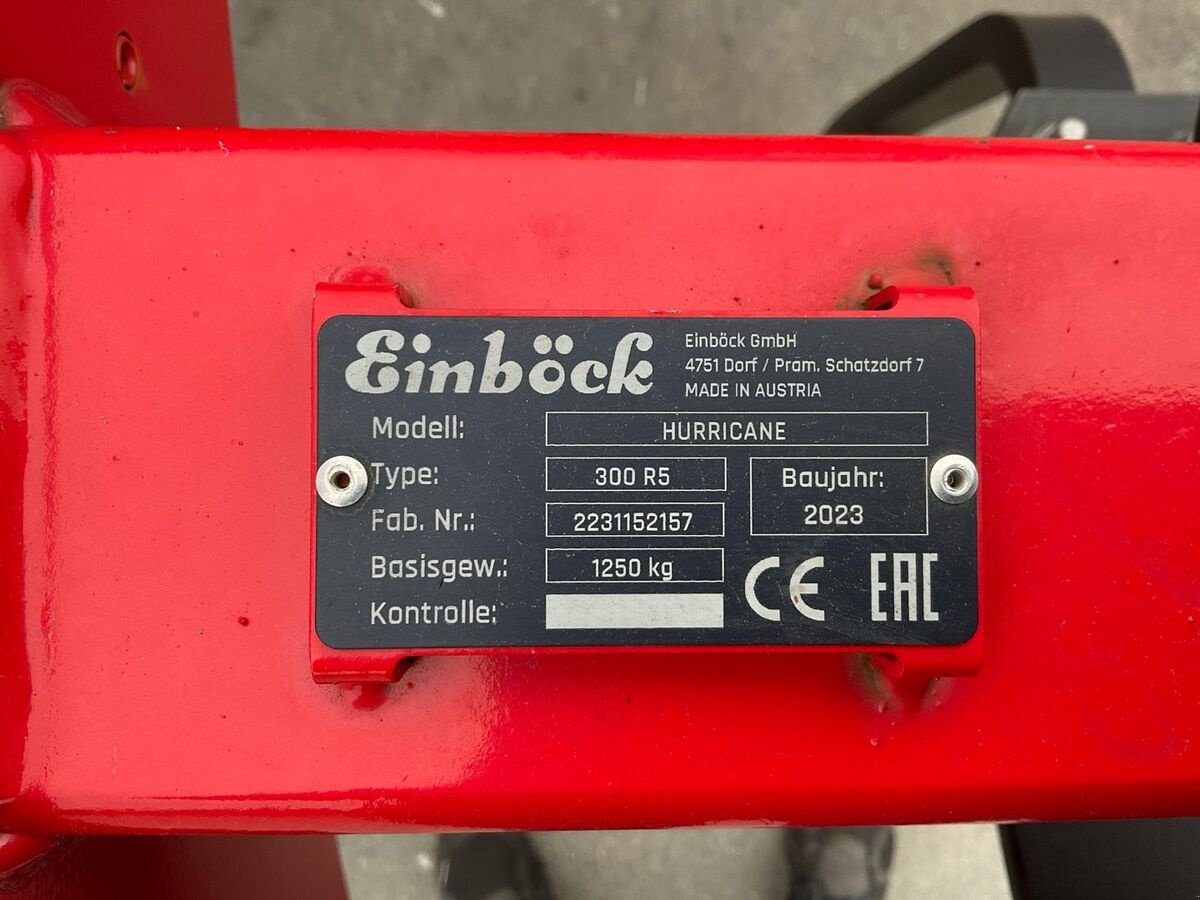 Einböck
Einböck GmbH
4751 Dorf / Pram, Schatzdorf 7
MADE IN AUSTRIA
Modell: HURRICANE
Type: 300 R5
Baujahr:
2023
Fab. Nr.: 2231152157
Basisgew.: 1250 kg
CE EAC
Kontrolle: